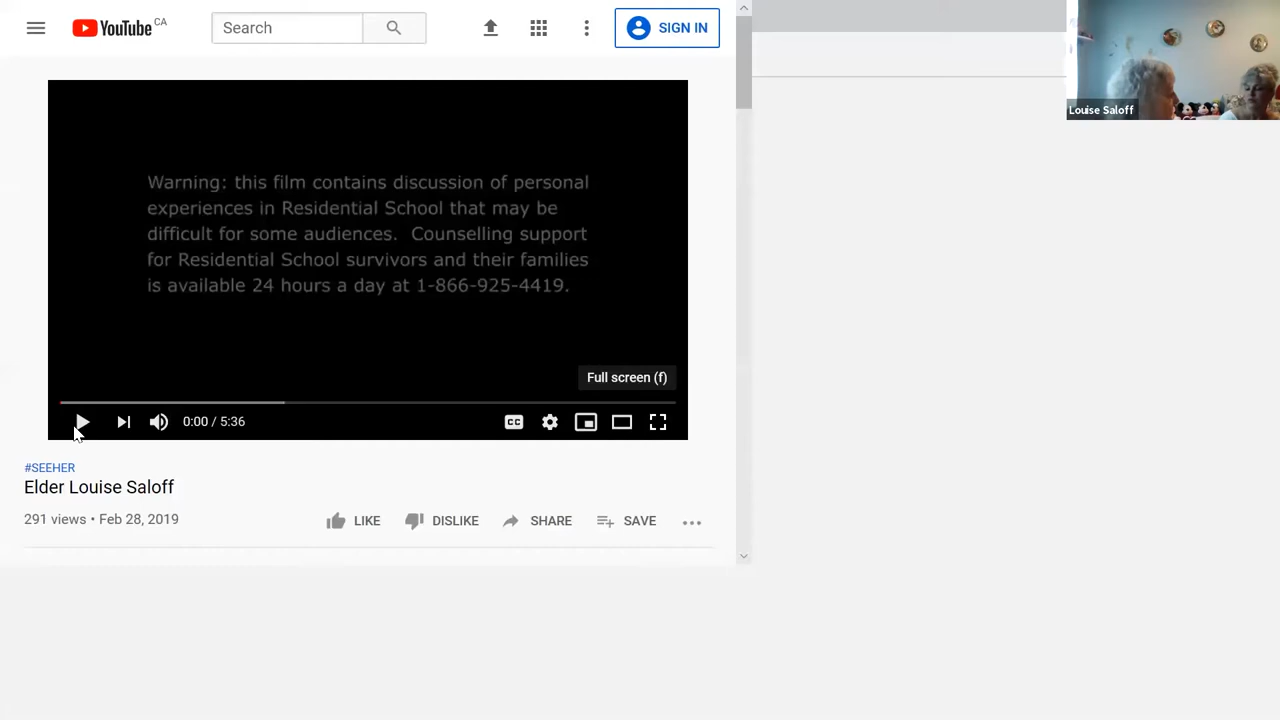 YouTube CA
Search
SIGN IN
Louise Saloff
Warning: this film contains discussion of personal
experiences in Residential School that may be
difficult for some audiences. Counselling support
for Residential School survivors and their families
is available 24 hours a day at 1-866-925-4419.
Full screen (f)
0:00 / 5:36
CC
#SEEHER
Elder Louise Saloff
291 views • Feb 28, 2019
LIKE
DISLIKE
SHARE
SAVE